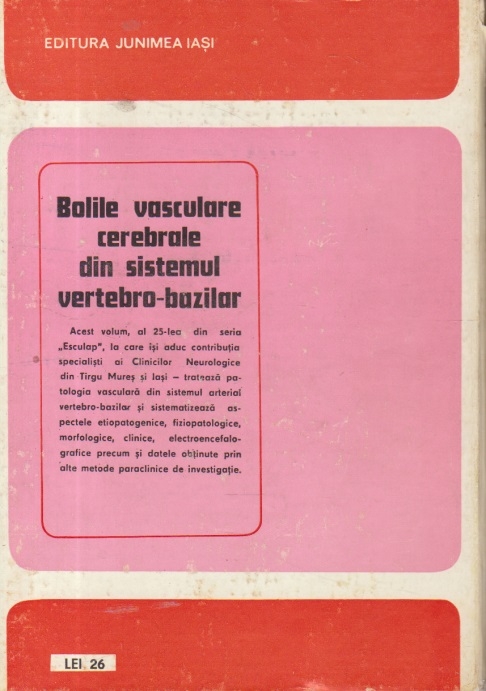 EDITURA JUNIMEA IAȘI
Bolile vasculare
cerebrale
din sistemul
vertebro-bazilar
Acest volum, al 25-lea din seria
„Esculap", la care își aduc contribuția
specialiști ai Clinicilor Neurologice
din Tîrgu Mureș și Iași — tratează pa-
tologia vasculară din sistemul arterial
vertebro-bazilar și sistematizează as-
pectele etiopatogenice, fiziopatologice,
morfologice, clinice, electroencefalo-
grafice precum și datele obținute prin
alte metode paraclinice de investigație.
LEI 26